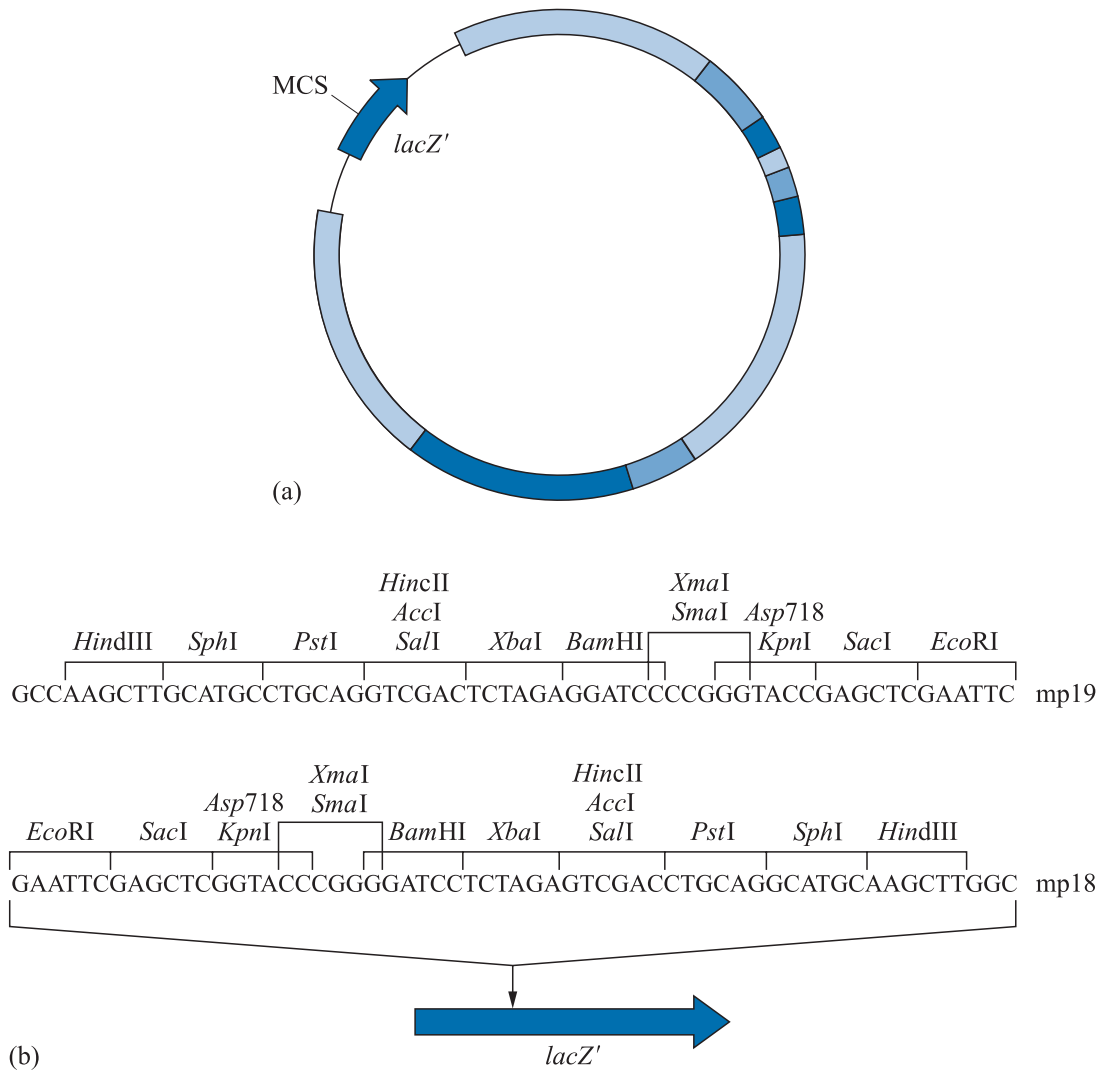 MCS
lacZ'
(a)
HincII
XmaI
AccI
SmaI Asp718
HindIII SphI PstI SalI XbaI BamHI KpnI SacI EcoRI
GCCAAGCTTGCATGCCTGCAGGTCGACTCTAGAGGATCCCCGGGTACCGAGCTCGAATTC mp19
XmaI HincII
Asp718 SmaI AccI
EcoRI SacI KpnI BamHI XbaI SalI PstI SphI HindIII
GAATTCGAGCTCGGTACCCGGGGATCCTCTAGAGTCGACCTGCAGGCATGCAAGCTTGGC mp18
lacZ'
(b)